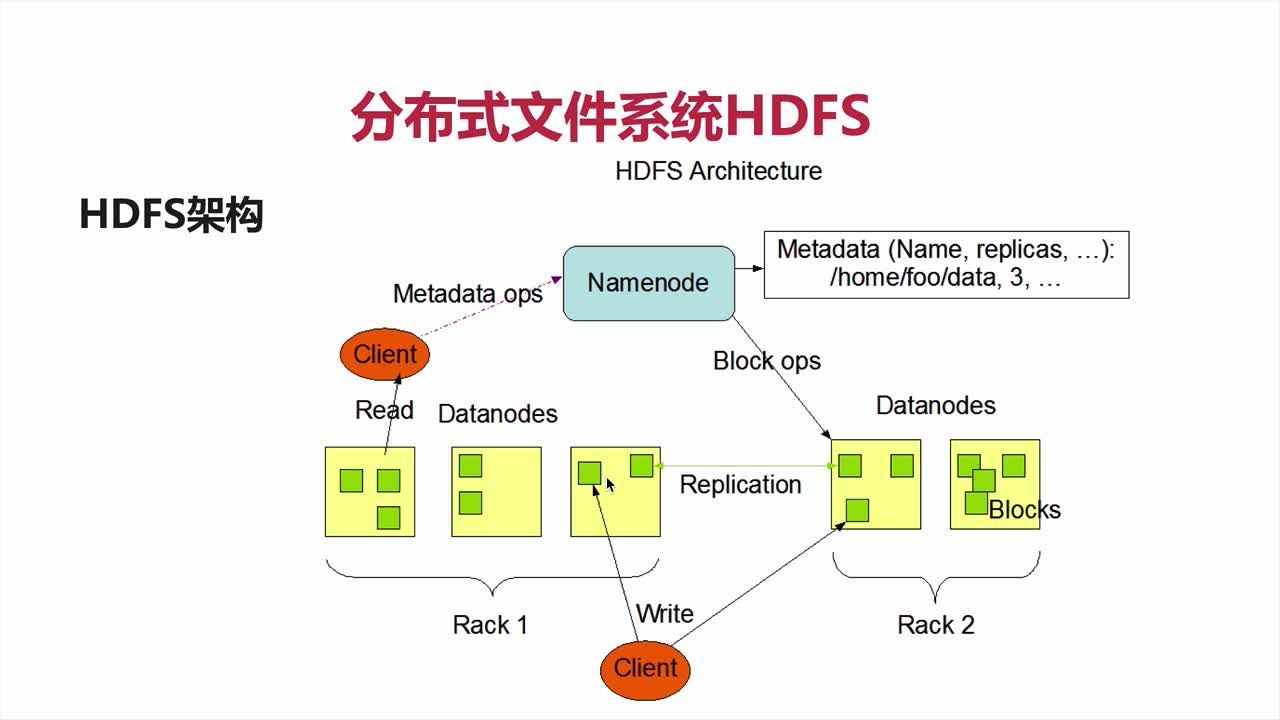 分布式文件系统HDFS
HDFS Architecture
HDFS架构
Metadata (Name, replicas, …):
/home/foo/data, 3, …
Namenode
Metadata ops
Client
Block ops
Read
Datanodes
Datanodes
Replication
Blocks
Rack 1
Write
Rack 2
Client